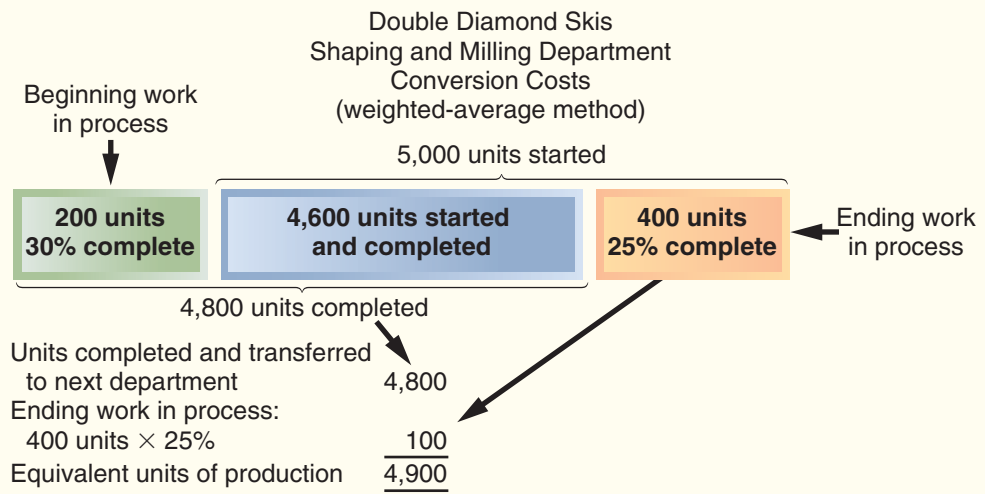 Double Diamond Skis
Shaping and Milling Department
Conversion Costs
(weighted-average method)
Beginning work
in process
5,000 units started
200 units
30% complete
4,600 units started
and completed
400 units
25% complete
Ending work
in process
4,800 units completed
Units completed and transferred
to next department 4,800
Ending work in process:
400 units × 25% 100
Equivalent units of production 4,900